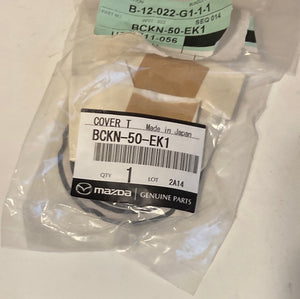 B-12-022-G1-1-1
SEQ 014
BCKN-50-EK1
11-056
COVER T Made in Japan
BCKN-50-EK1
QTY 1 LOT 2A14
mazda GENUINE PARTS